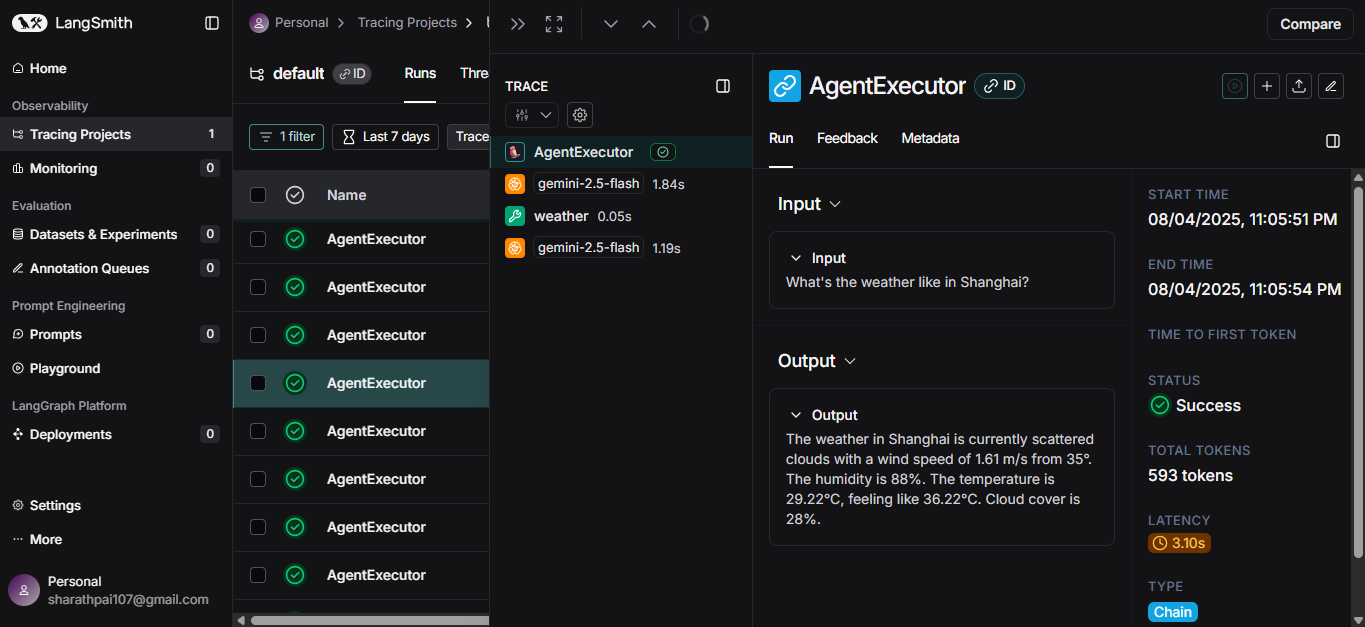 LangSmith
Home
Observability
Tracing Projects 1
Monitoring 0
Evaluation
Datasets & Experiments 0
Annotation Queues 0
Prompt Engineering
Prompts 0
Playground
LangGraph Platform
Deployments 0
Settings
More
Personal
sharathpai107@gmail.com
Personal > Tracing Projects >
default ID Runs Thre
1 filter Last 7 days Trace
Name
AgentExecutor
AgentExecutor
AgentExecutor
AgentExecutor
AgentExecutor
AgentExecutor
AgentExecutor
AgentExecutor
Compare
TRACE
AgentExecutor
gemini-2.5-flash 1.84s
weather 0.05s
gemini-2.5-flash 1.19s
AgentExecutor ID
Run Feedback Metadata
Input
Input
What's the weather like in Shanghai?
Output
Output
The weather in Shanghai is currently scattered
clouds with a wind speed of 1.61 m/s from 35°.
The humidity is 88%. The temperature is
29.22°C, feeling like 36.22°C. Cloud cover is
28%.
START TIME
08/04/2025, 11:05:51 PM
END TIME
08/04/2025, 11:05:54 PM
TIME TO FIRST TOKEN
STATUS
Success
TOTAL TOKENS
593 tokens
LATENCY
3.10s
TYPE
Chain